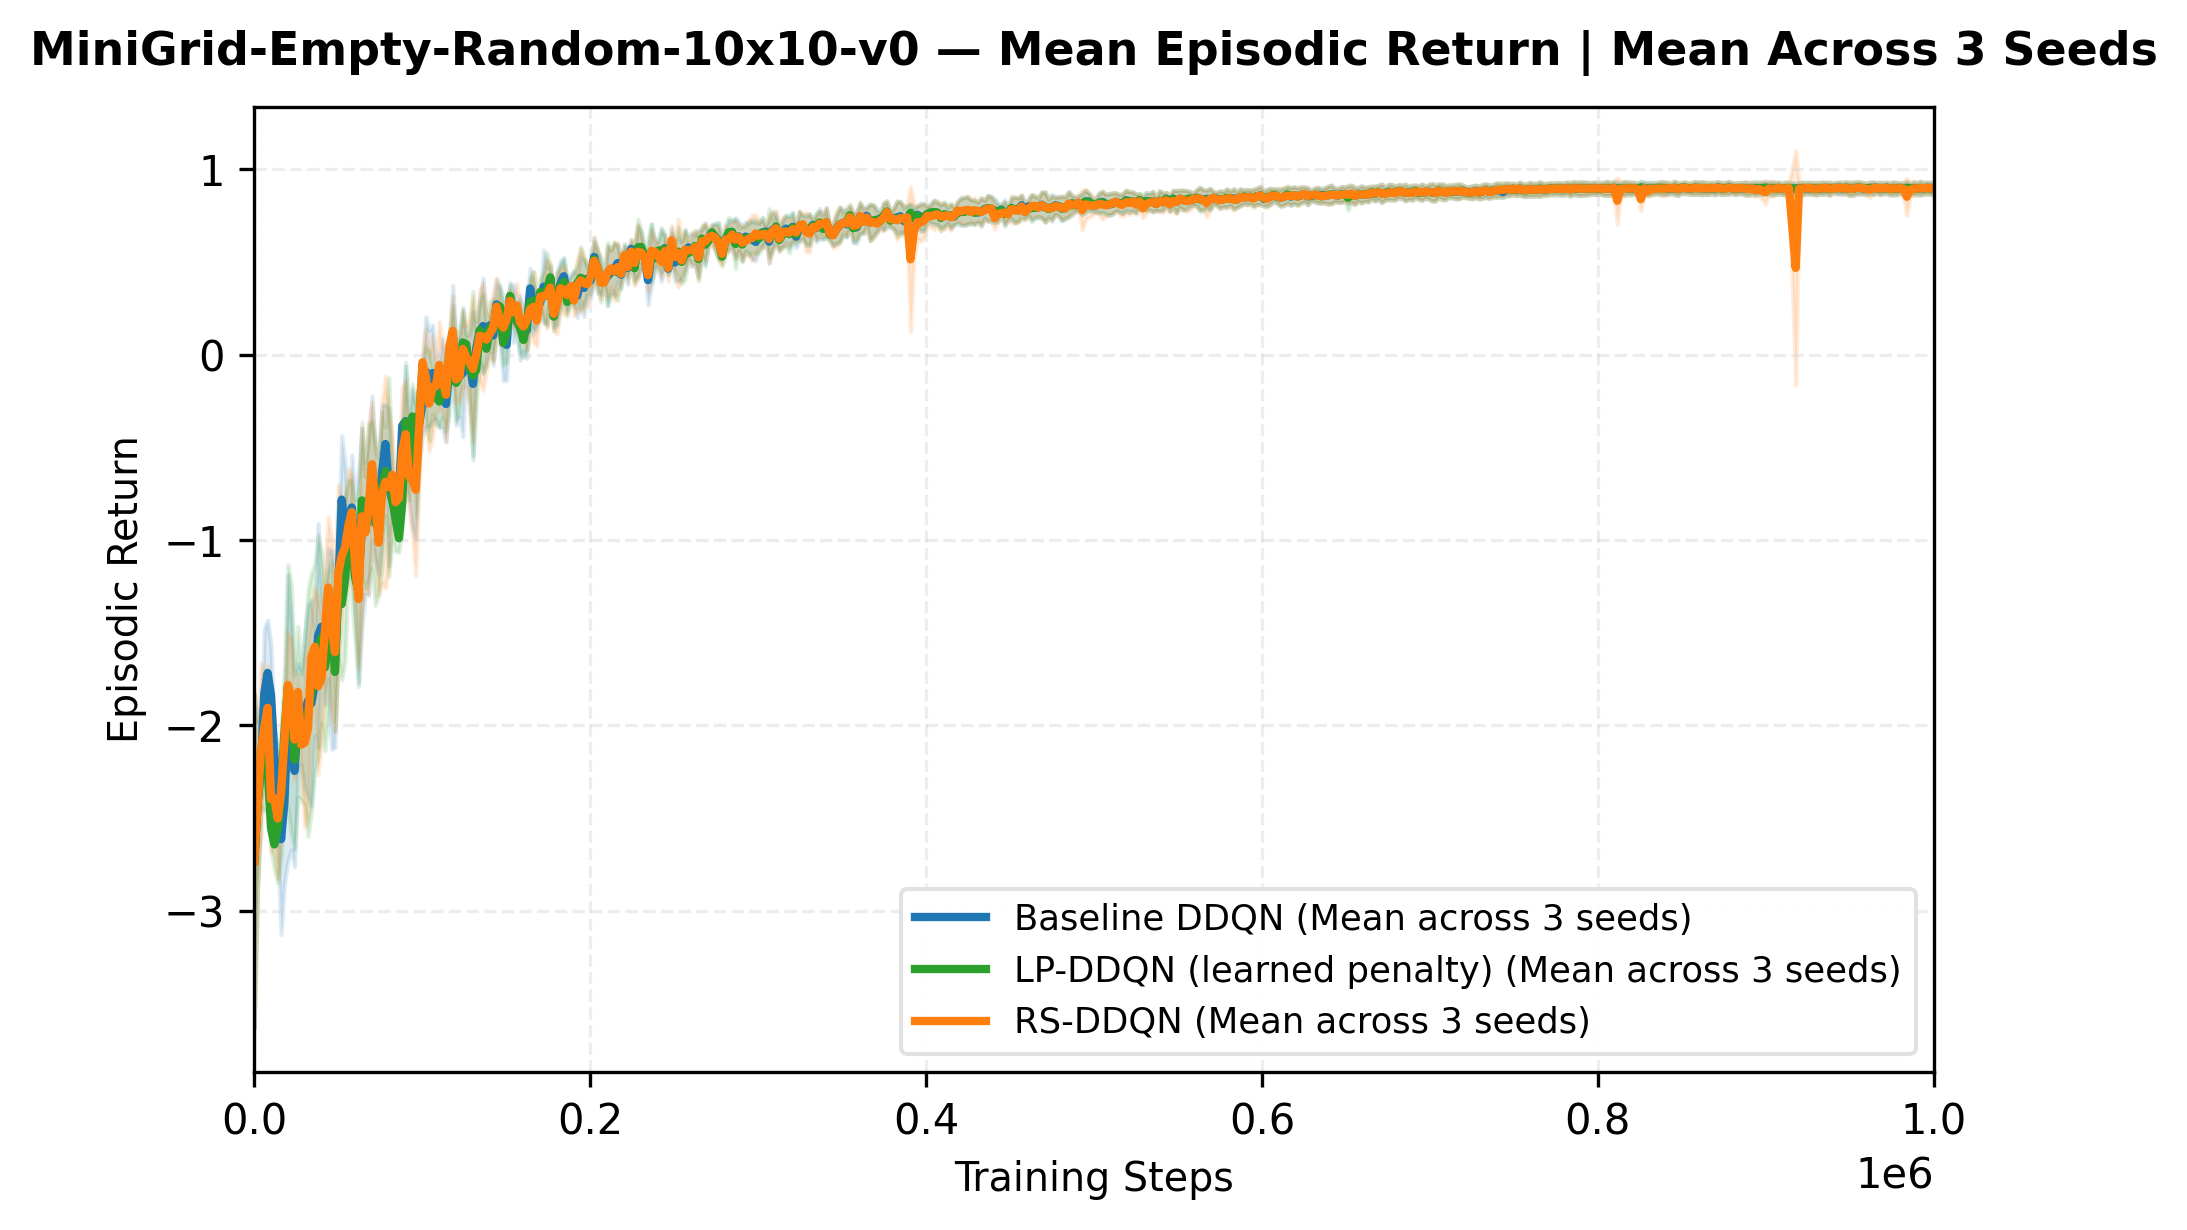 MiniGrid-Empty-Random-10x10-v0 — Mean Episodic Return | Mean Across 3 Seeds
Episodic Return
1
0
−1
−2
−3
Baseline DDQN (Mean across 3 seeds)
LP-DDQN (learned penalty) (Mean across 3 seeds)
RS-DDQN (Mean across 3 seeds)
0.0 0.2 0.4 0.6 0.8 1.0
Training Steps
1e6